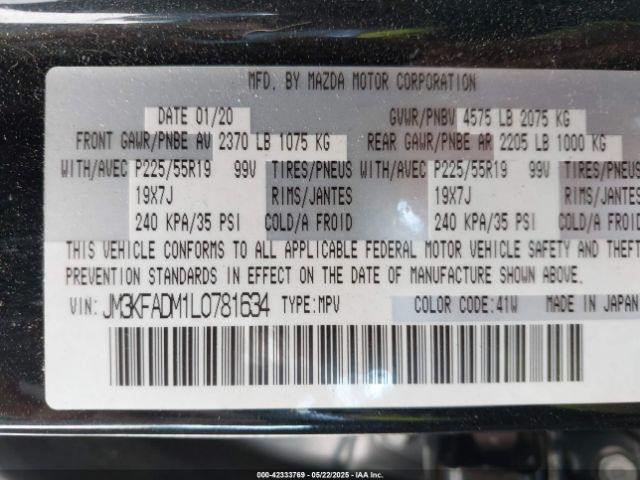 MFD. BY MAZDA MOTOR CORPORATION
DATE 01/20 GVWR/PNBV 4575 LB 2075 KG
FRONT GAWR/PNBE AV 2370 LB 1075 KG REAR GAWR/PNBE AR 2205 LB 1000 KG
WITH/AVEC P225/55R19 99V TIRES/PNEUS WITH/AVEC P225/55R19 99V TIRES/PNEUS
19X7J RIMS/JANTES 19X7J RIMS/JANTES
240 KPA/35 PSI COLD/A FROID 240 KPA/35 PSI COLD/A FROID
THIS VEHICLE CONFORMS TO ALL APPLICABLE FEDERAL MOTOR VEHICLE SAFETY AND THEFT
PREVENTION STANDARDS IN EFFECT ON THE DATE OF MANUFACTURE SHOWN ABOVE.
VIN: JM3KFADM1L0781634 TYPE:MPV COLOR CODE:41W MADE IN JAPAN
000-42333769 - 05/22/2025 - IAAI, Inc.